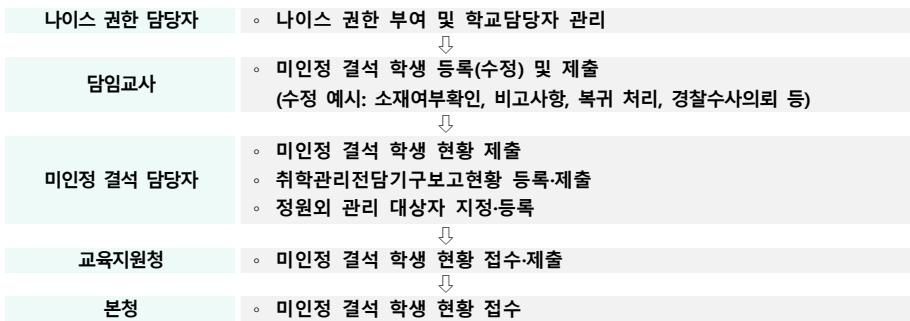 나이스 권한 담당자
◦ 나이스 권한 부여 및 학교담당자 관리
⇩
담임교사
◦ 미인정 결석 학생 등록(수정) 및 제출
(수정 예시: 소재여부확인, 비고사항, 복귀 처리, 경찰수사의뢰 등)
⇩
미인정 결석 담당자
◦ 미인정 결석 학생 현황 제출
◦ 취학관리전담기구보고현황 등록·제출
◦ 정원외 관리 대상자 지정·등록
⇩
교육지원청
◦ 미인정 결석 학생 현황 접수·제출
⇩
본청
◦ 미인정 결석 학생 현황 접수